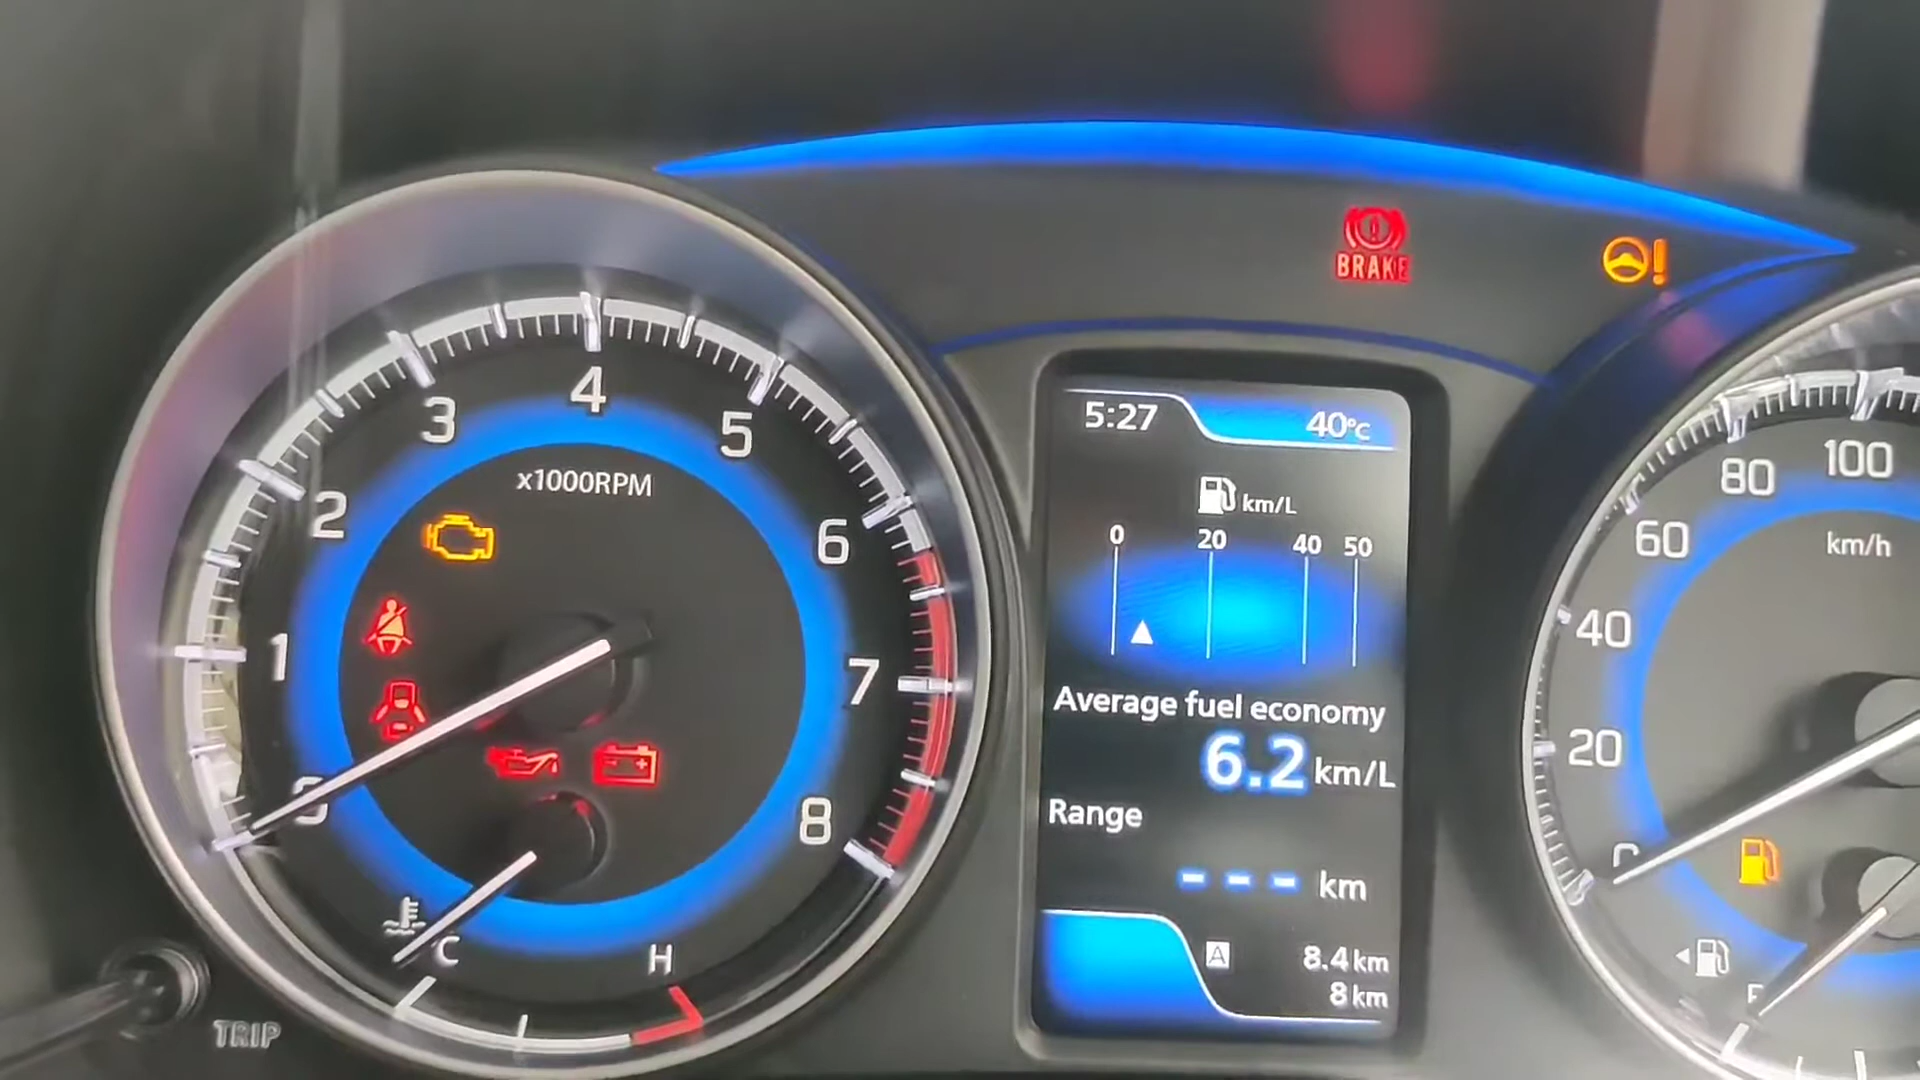 BRAKE
4
3
5
2
x1000RPM
6
1
7
0
8
C
H
TRIP
5:27
40°C
km/L
0 20 40 50
Average fuel economy
6.2 km/L
Range
--- km
A 8.4 km
8 km
100
80
60
km/h
40
20
0